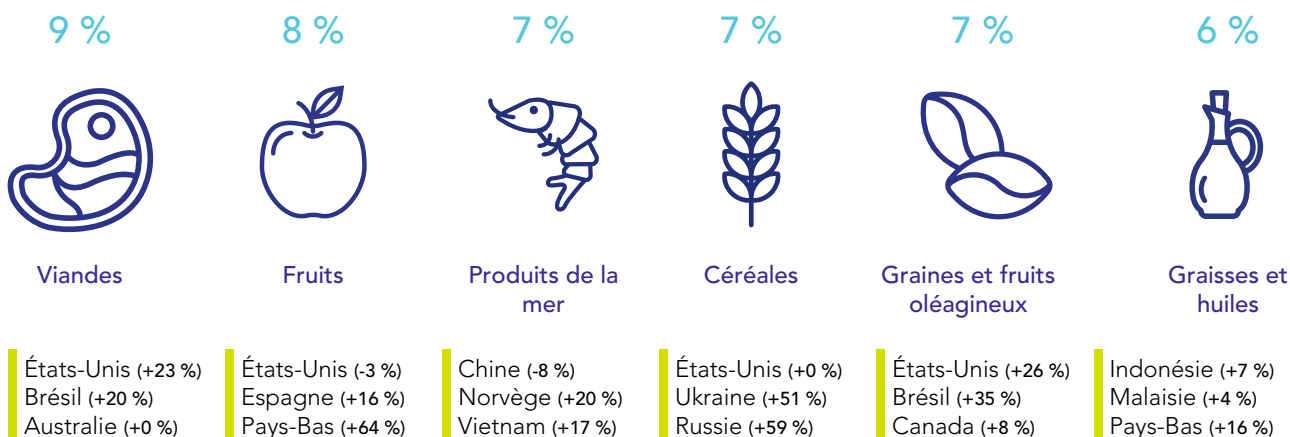 9 %
8 %
7 %
7 %
7 %
6 %
Viandes
Fruits
Produits de la
mer
Céréales
Graines et fruits
oléagineux
Graisses et
huiles
États-Unis (+23 %)
Brésil (+20 %)
Australie (+0 %)
États-Unis (-3 %)
Espagne (+16 %)
Pays-Bas (+64 %)
Chine (-8 %)
Norvège (+20 %)
Vietnam (+17 %)
États-Unis (+0 %)
Ukraine (+51 %)
Russie (+59 %)
États-Unis (+26 %)
Brésil (+35 %)
Canada (+8 %)
Indonésie (+7 %)
Malaisie (+4 %)
Pays-Bas (+16 %)